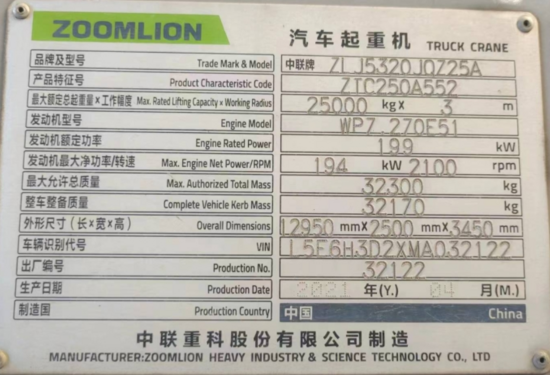 ZOOMLION 汽车起重机 TRUCK CRANE
品牌及型号 Trade Mark & Model 中联牌 ZLJ5320JQZ25A
产品特征号 Product Characteristic Code ZTC250A552
最大额定总起重量×工作幅度 Max. Rated Lifting Capacity × Working Radius 25000 kg× 3 m
发动机型号 Engine Model WP7.270E51
发动机额定功率 Engine Rated Power 199 kW
发动机最大净功率/转速 Max. Engine Net Power/RPM 194 kW 2100 rpm
最大允许总质量 Max. Authorized Total Mass 32300 kg
整车整备质量 Complete Vehicle Kerb Mass 32170 kg
外形尺寸(长×宽×高) Overall Dimensions 12950 mm× 2500 mm× 3450 mm
车辆识别代号 VIN L5E6H3D2XMA032122
出厂编号 Production No. 32122
生产日期 Production Date 2021 年(Y.) 04 月(M.)
制造国 Production Country 中国 China
中联重科股份有限公司制造
MANUFACTURER:ZOOMLION HEAVY INDUSTRY & SCIENCE TECHNOLOGY CO., LTD